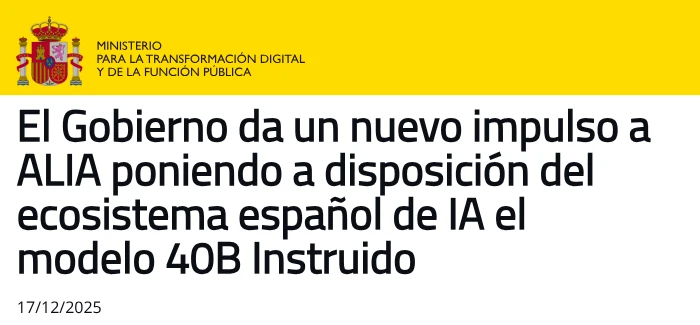 MINISTERIO
PARA LA TRANSFORMACIÓN DIGITAL
Y DE LA FUNCIÓN PÚBLICA
El Gobierno da un nuevo impulso a
ALIA poniendo a disposición del
ecosistema español de IA el
modelo 40B Instruido
17/12/2025